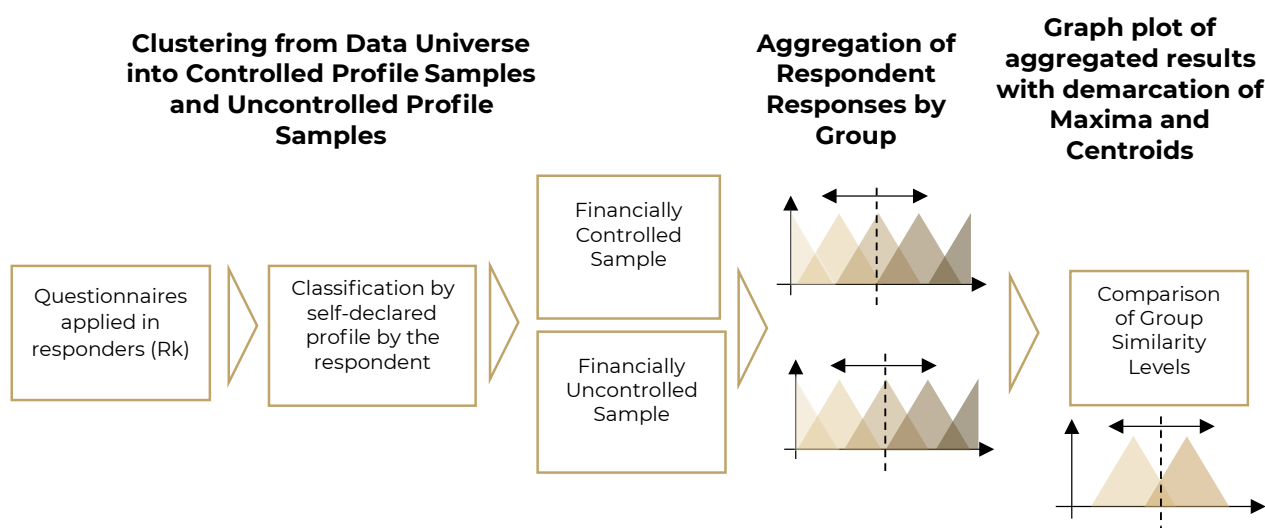 Clustering from Data Universe
into Controlled Profile Samples
and Uncontrolled Profile
Samples
Aggregation of
Respondent
Responses by
Group
Graph plot of
aggregated results
with demarcation of
Maxima and
Centroids
Questionnaires
applied in
responders (Rk)
Classification by
self-declared
profile by the
respondent
Financially
Controlled
Sample
Financially
Uncontrolled
Sample
Comparison
of Group
Similarity
Levels